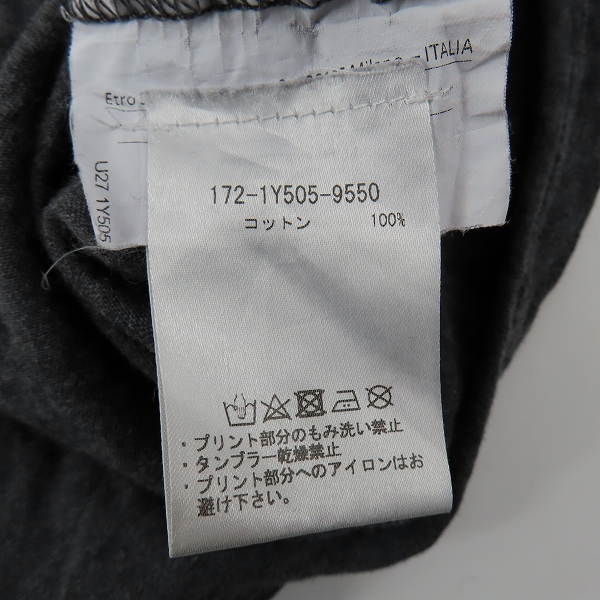 Milano - ITALIA
Etro
U27 1Y505
172-1Y505-9550
コットン 100%
・プリント部分のもみ洗い禁止
・タンブラー乾燥禁止
・プリント部分へのアイロンはお
避け下さい。